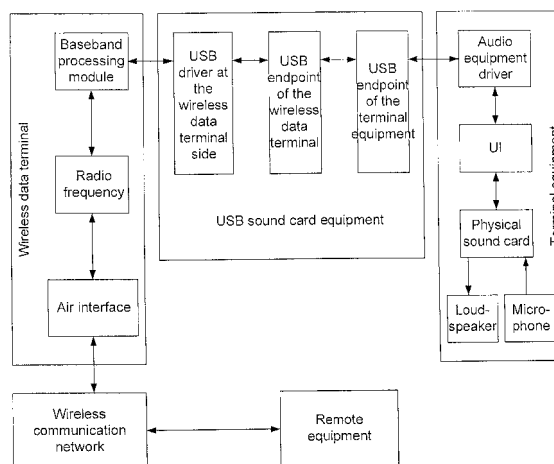 Wireless data terminal
Baseband
processing
module
Radio
frequency
Air interface
USB
driver at
the
wireless
data
terminal
side
USB
endpoint
of the
wireless
data
terminal
USB
endpoint
of the
terminal
equipment
USB sound card equipment
Audio
equipment
driver
UI
Physical
sound card
Loud-
speaker
Micro-
phone
Terminal equipment
Wireless
communication
network
Remote
equipment